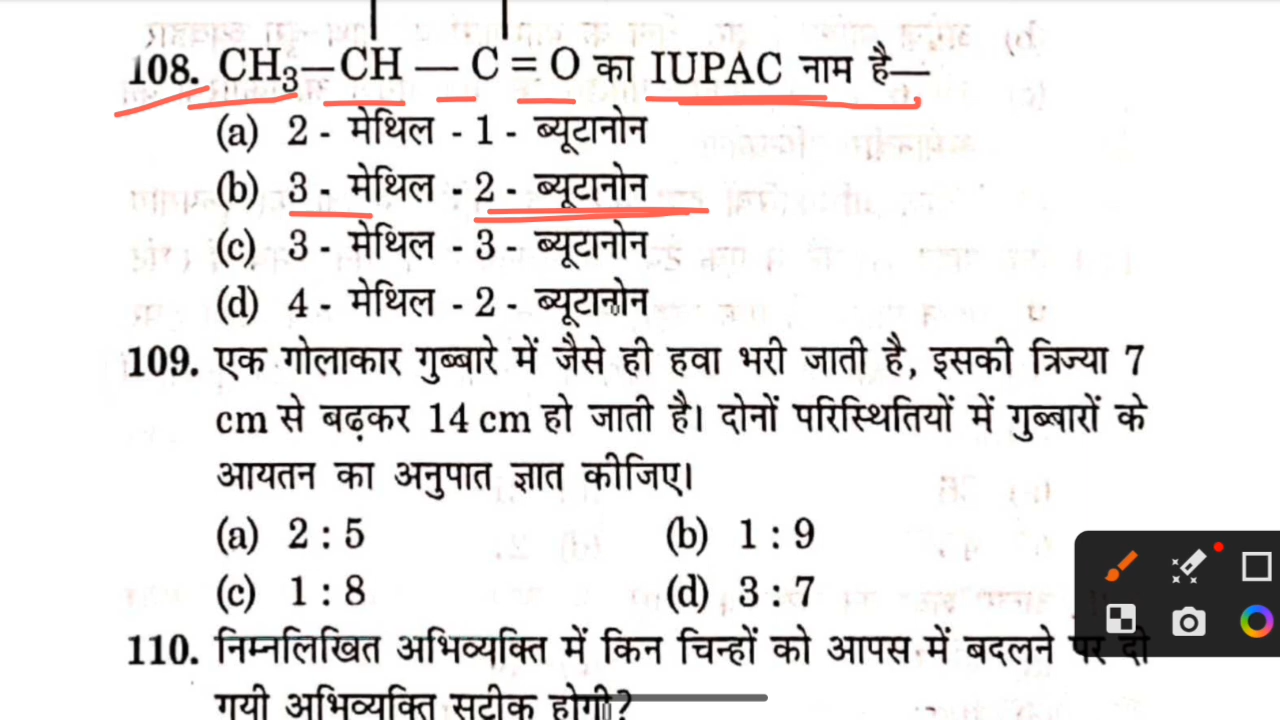 108. CH₃—CH — C = O का IUPAC नाम है—
(a) 2 - मेथिल - 1 - ब्यूटानोन
(b) 3 - मेथिल - 2 - ब्यूटानोन
(c) 3 - मेथिल - 3 - ब्यूटानोन
(d) 4 - मेथिल - 2 - ब्यूटानोन
109. एक गोलाकार गुब्बारे में जैसे ही हवा भरी जाती है, इसकी त्रिज्या 7
cm से बढ़कर 14 cm हो जाती है। दोनों परिस्थितियों में गुब्बारों के
आयतन का अनुपात ज्ञात कीजिए।
(a) 2 : 5 (b) 1 : 9
(c) 1 : 8 (d) 3 : 7
110. निम्नलिखित अभिव्यक्ति में किन चिन्हों को आपस में बदलने पर दी
गयी अभिव्यक्ति सटीक होगी?